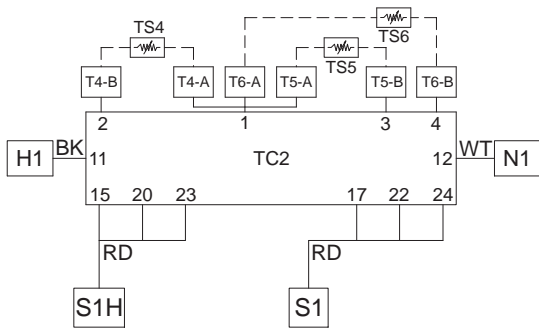 TS4
TS6
TS5
T4-B T4-A T6-A T5-A T5-B T6-B
2 1 3 4
H1 BK 11 TC2 12 WT N1
15 20 23 17 22 24
RD RD
S1H S1